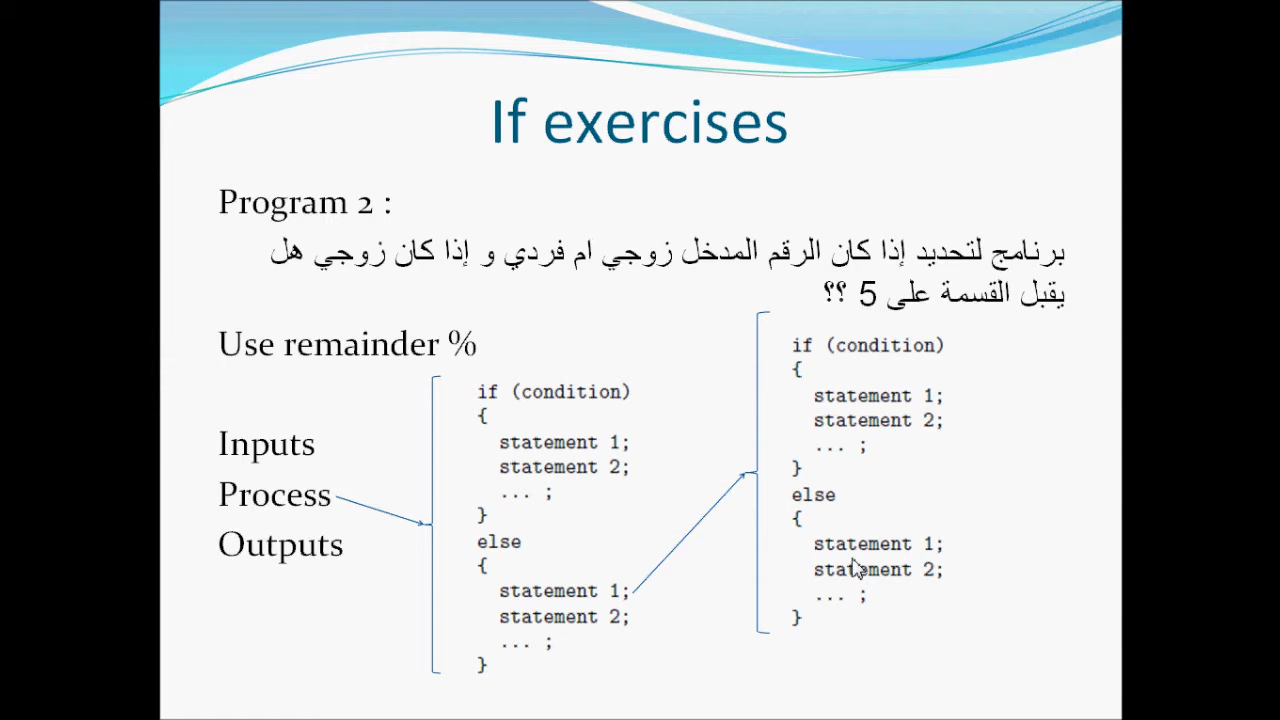 If exercises
Program 2 :
برنامج لتحديد إذا كان الرقم المدخل زوجي ام فردي و إذا كان زوجي هل
يقبل القسمة على 5 ؟؟
Use remainder %
Inputs
Process
Outputs
if (condition)
{
statement 1;
statement 2;
... ;
}
else
{
statement 1;
statement 2;
... ;
}
if (condition)
{
statement 1;
statement 2;
... ;
}
else
{
statement 1;
statement 2;
... ;
}